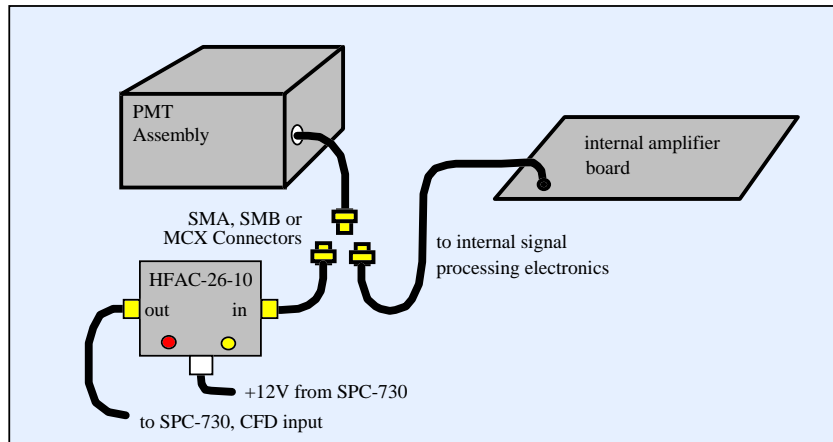 PMT
Assembly
internal amplifier
board
SMA, SMB or
MCX Connectors
to internal signal
processing electronics
HFAC-26-10
out
in
+12V from SPC-730
to SPC-730, CFD input